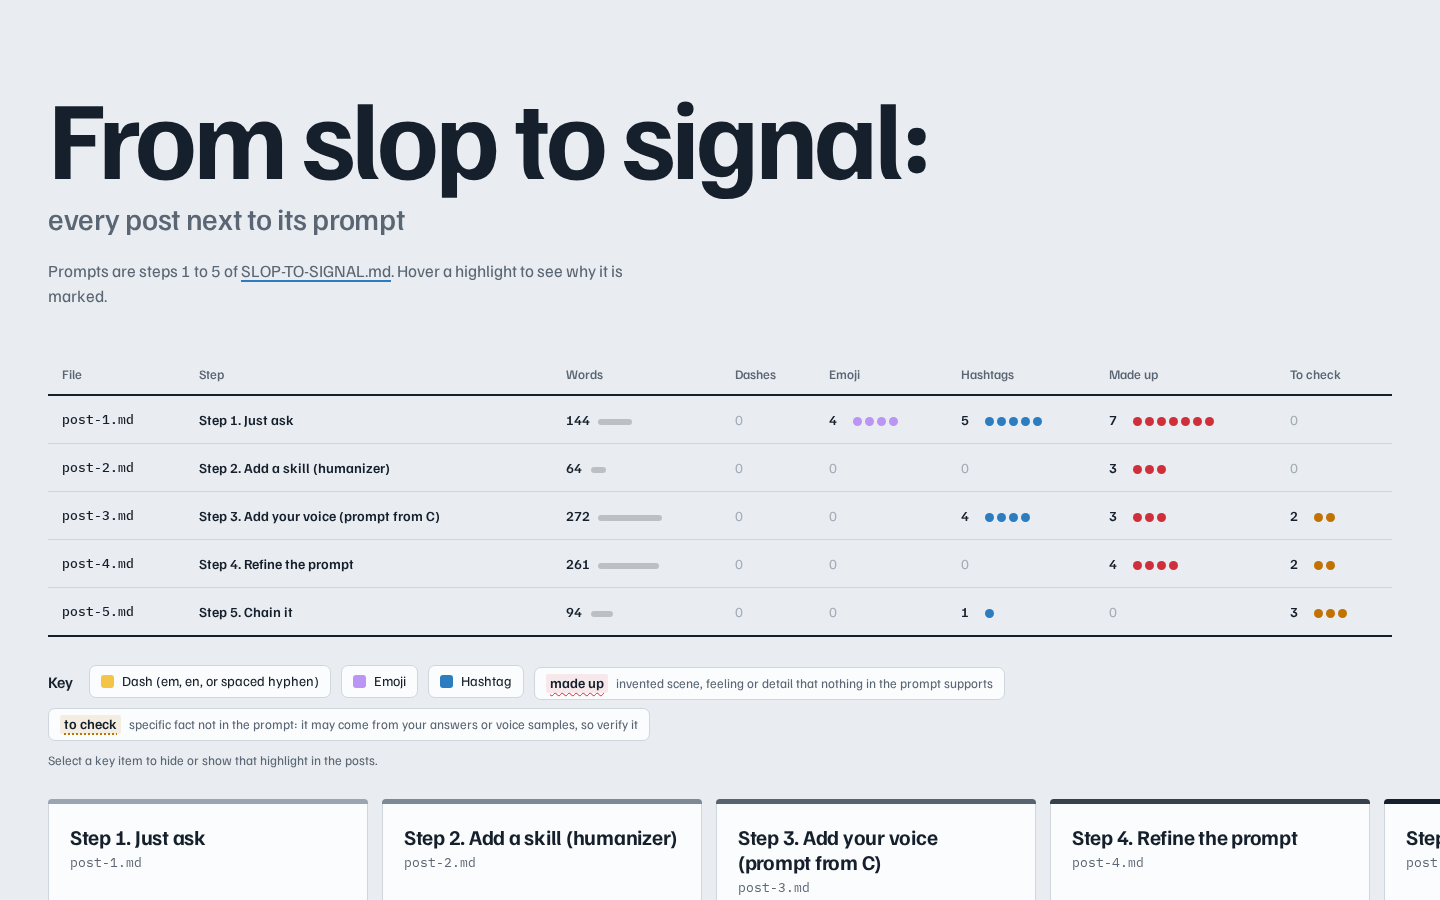 From slop to signal:
every post next to its prompt
Prompts are steps 1 to 5 of SLOP-TO-SIGNAL.md. Hover a highlight to see why it is
marked.
File Step Words Dashes Emoji Hashtags Made up To check
post-1.md Step 1. Just ask 144 0 4 5 7 0
post-2.md Step 2. Add a skill (humanizer) 64 0 0 0 3 0
post-3.md Step 3. Add your voice (prompt from C) 272 0 0 4 3 2
post-4.md Step 4. Refine the prompt 261 0 0 0 4 2
post-5.md Step 5. Chain it 94 0 0 1 0 3
Key Dash (em, en, or spaced hyphen) Emoji Hashtag made up invented scene, feeling or detail that nothing in the prompt supports
to check specific fact not in the prompt: it may come from your answers or voice samples, so verify it
Select a key item to hide or show that highlight in the posts.
Step 1. Just ask
post-1.md
Step 2. Add a skill (humanizer)
post-2.md
Step 3. Add your voice
(prompt from C)
post-3.md
Step 4. Refine the prompt
post-4.md
Step
post